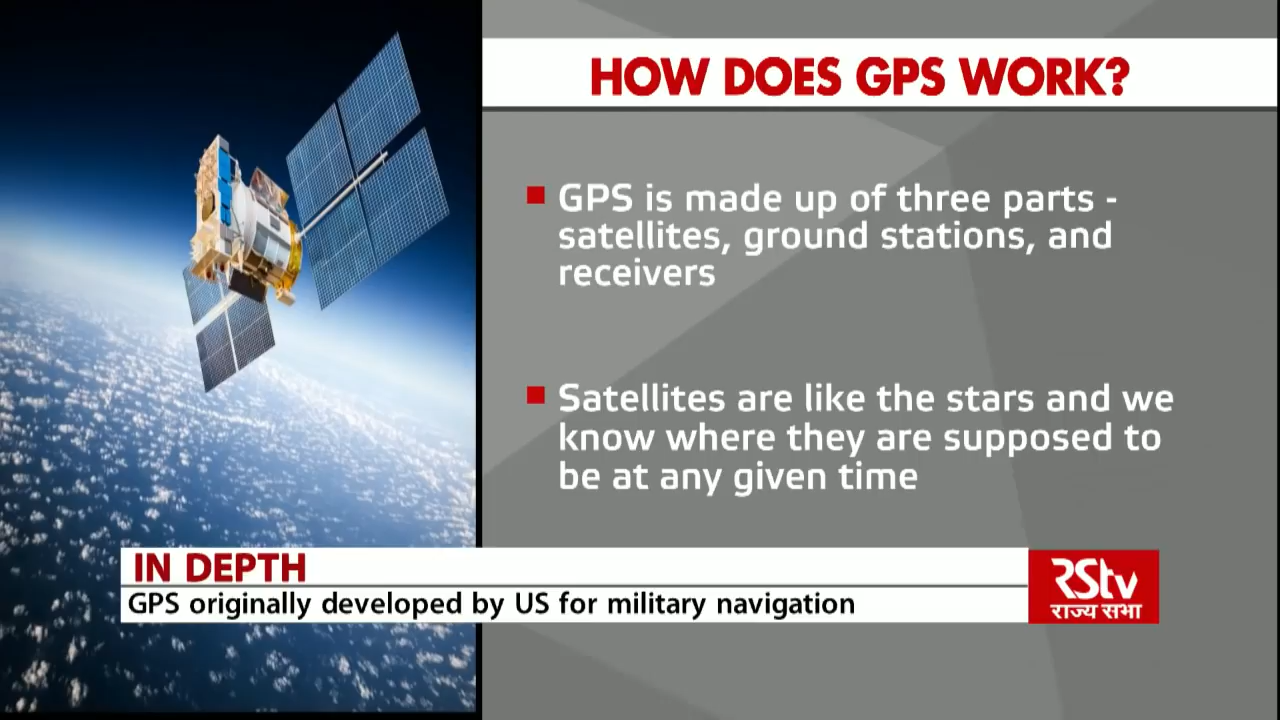 HOW DOES GPS WORK?
GPS is made up of three parts -
satellites, ground stations, and
receivers
Satellites are like the stars and we
know where they are supposed to
be at any given time
IN DEPTH
GPS originally developed by US for military navigation
RStv
राज्य सभा